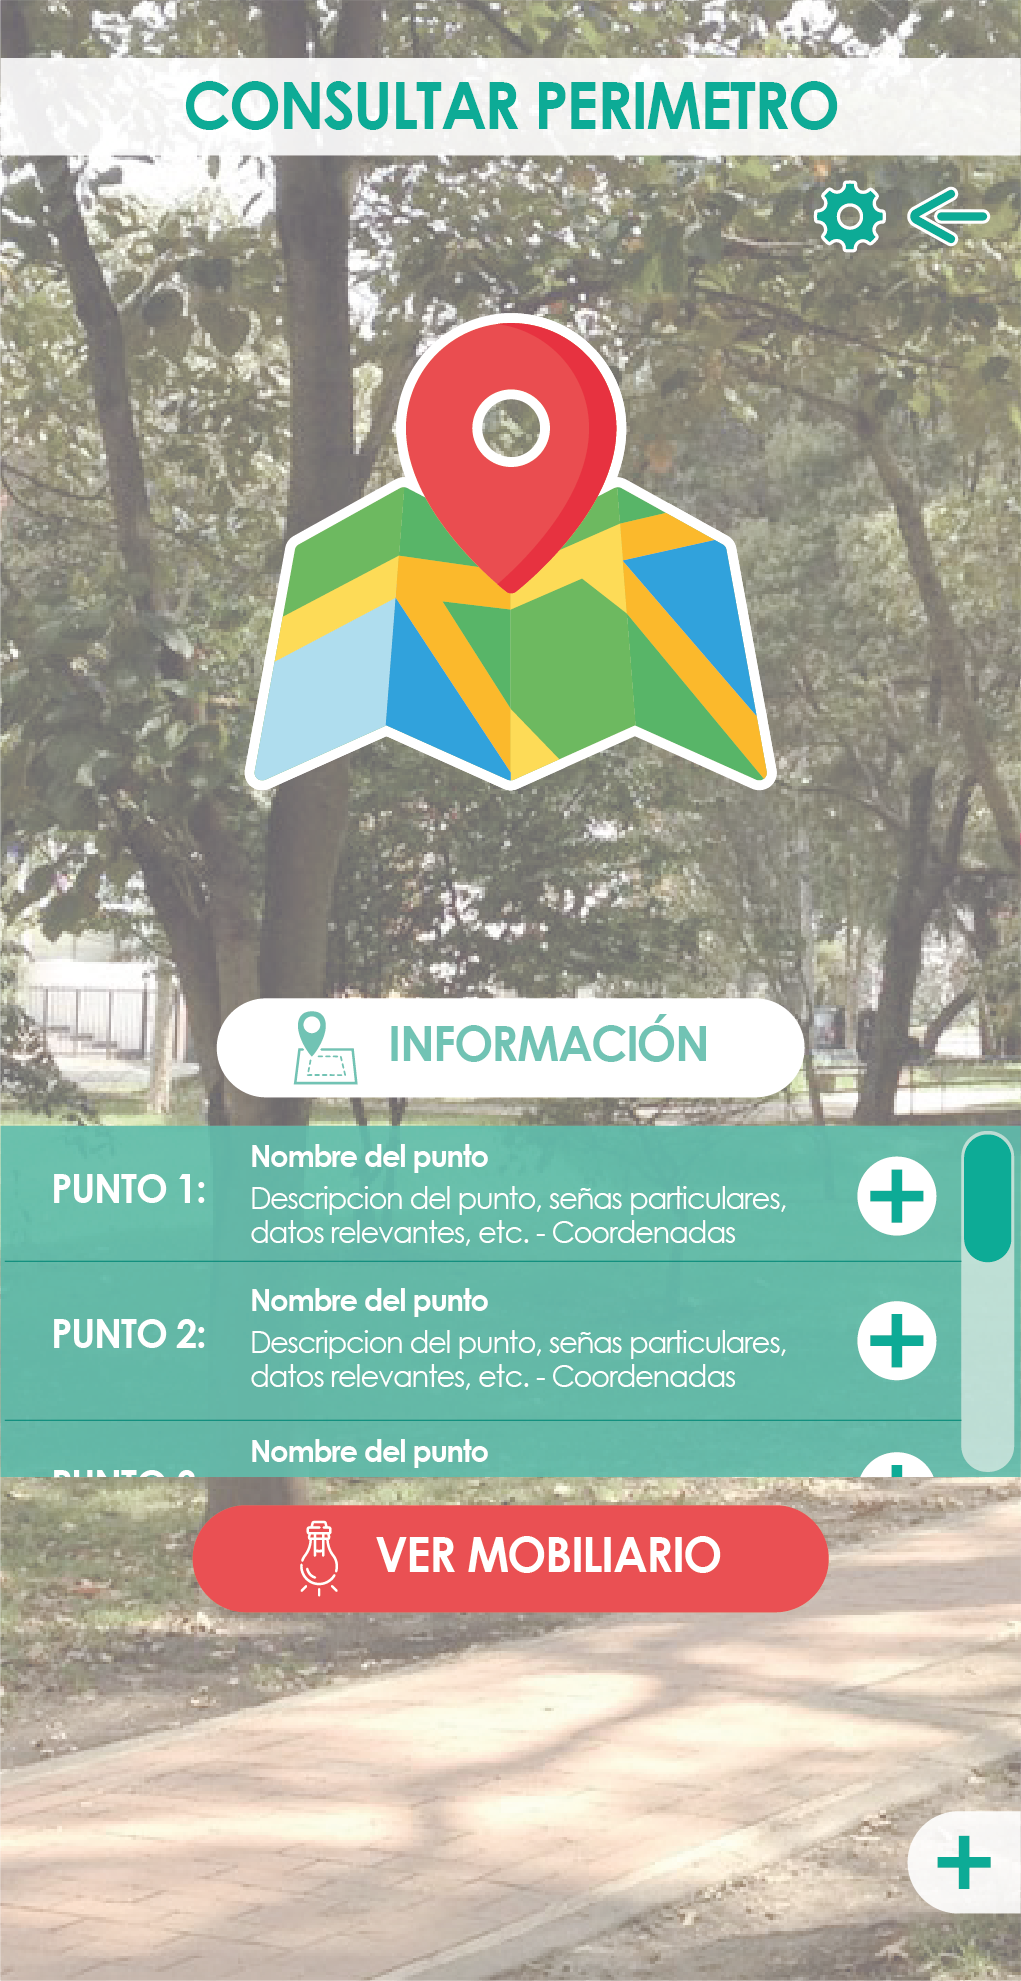 CONSULTAR PERIMETRO
INFORMACIÓN
PUNTO 1:
Nombre del punto
Descripcion del punto, señas particulares,
datos relevantes, etc. - Coordenadas
PUNTO 2:
Nombre del punto
Descripcion del punto, señas particulares,
datos relevantes, etc. - Coordenadas
Nombre del punto
VER MOBILIARIO